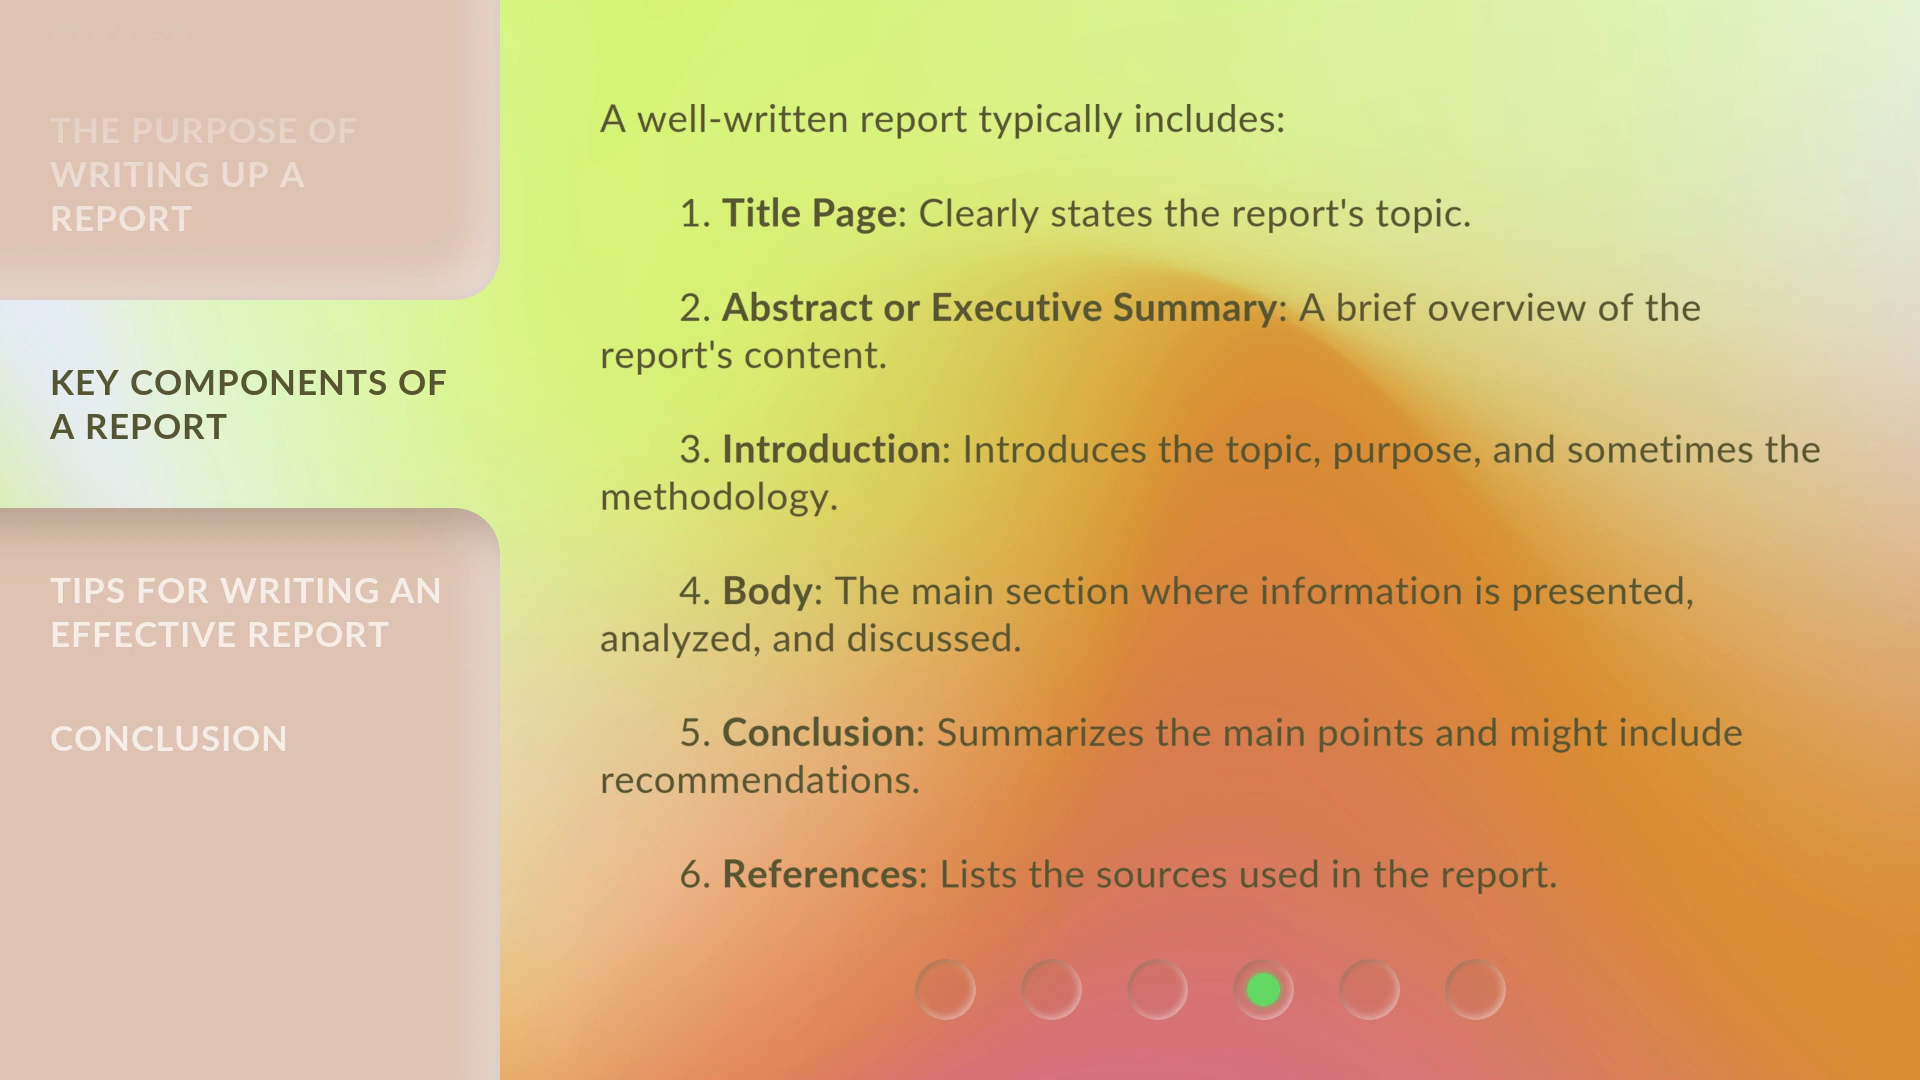 THE PURPOSE OF
WRITING UP A
REPORT
KEY COMPONENTS OF
A REPORT
TIPS FOR WRITING AN
EFFECTIVE REPORT
CONCLUSION
A well-written report typically includes:
1. Title Page: Clearly states the report's topic.
2. Abstract or Executive Summary: A brief overview of the
report's content.
3. Introduction: Introduces the topic, purpose, and sometimes the
methodology.
4. Body: The main section where information is presented,
analyzed, and discussed.
5. Conclusion: Summarizes the main points and might include
recommendations.
6. References: Lists the sources used in the report.